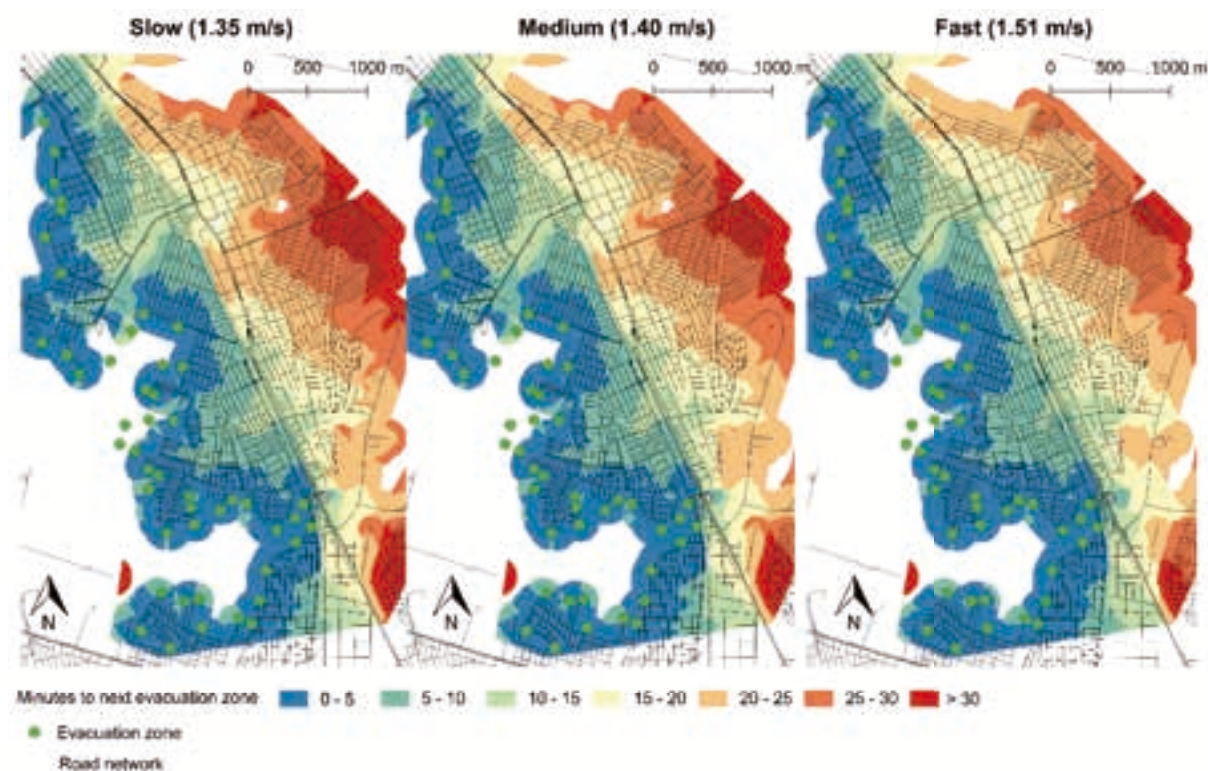 Slow (1.35 m/s) Medium (1.40 m/s) Fast (1.51 m/s)
0 500 1000 m 0 500 1000 m 0 500 1000 m
N N N
Minutes to next evacuation zone 0 - 5 5 - 10 10 - 15 15 - 20 20 - 25 25 - 30 > 30
Evacuation zone
Road network